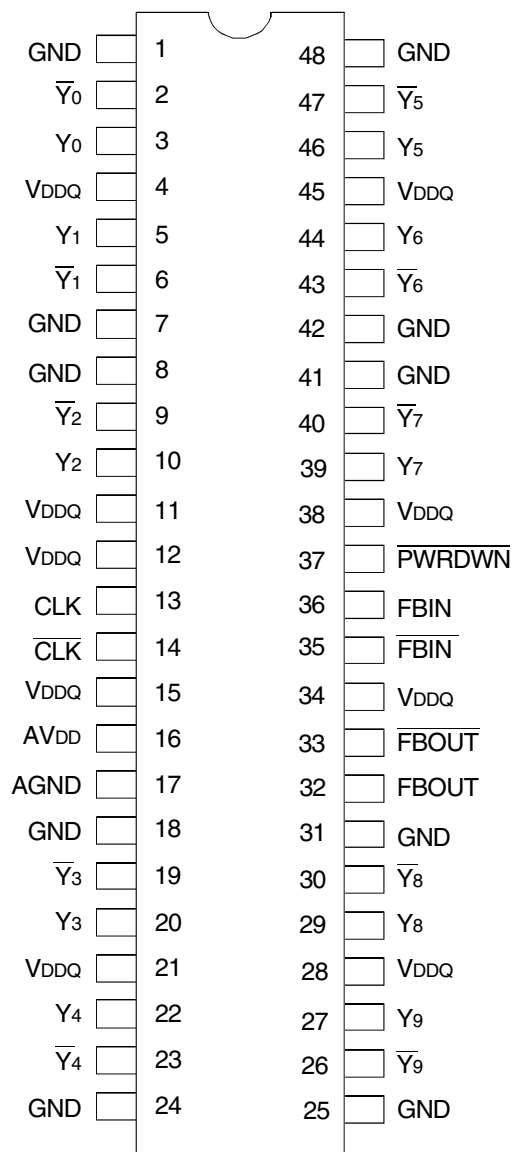 GND 1 48 GND
Y̅0 2 47 Y̅5
Y0 3 46 Y5
VDDQ 4 45 VDDQ
Y1 5 44 Y6
Y̅1 6 43 Y̅6
GND 7 42 GND
GND 8 41 GND
Y̅2 9 40 Y̅7
Y2 10 39 Y7
VDDQ 11 38 VDDQ
VDDQ 12 37 P̅W̅R̅D̅W̅N̅
CLK 13 36 FBIN
C̅L̅K̅ 14 35 F̅B̅I̅N̅
VDDQ 15 34 VDDQ
AVDD 16 33 F̅B̅O̅U̅T̅
AGND 17 32 FBOUT
GND 18 31 GND
Y̅3 19 30 Y̅8
Y3 20 29 Y8
VDDQ 21 28 VDDQ
Y4 22 27 Y9
Y̅4 23 26 Y̅9
GND 24 25 GND